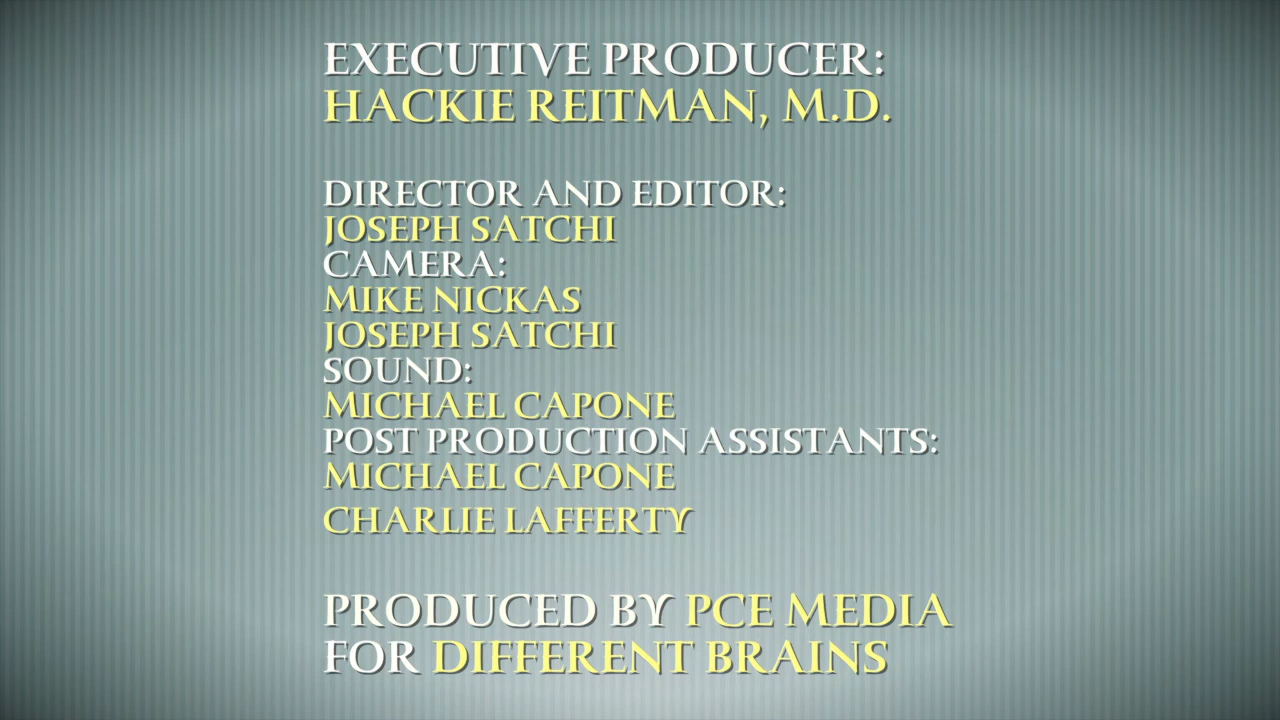 EXECUTIVE PRODUCER:
HACKIE REITMAN, M.D.
DIRECTOR AND EDITOR:
JOSEPH SATCHI
CAMERA:
MIKE NICKAS
JOSEPH SATCHI
SOUND:
MICHAEL CAPONE
POST PRODUCTION ASSISTANTS:
MICHAEL CAPONE
CHARLIE LAFFERTY
PRODUCED BY PCE MEDIA
FOR DIFFERENT BRAINS